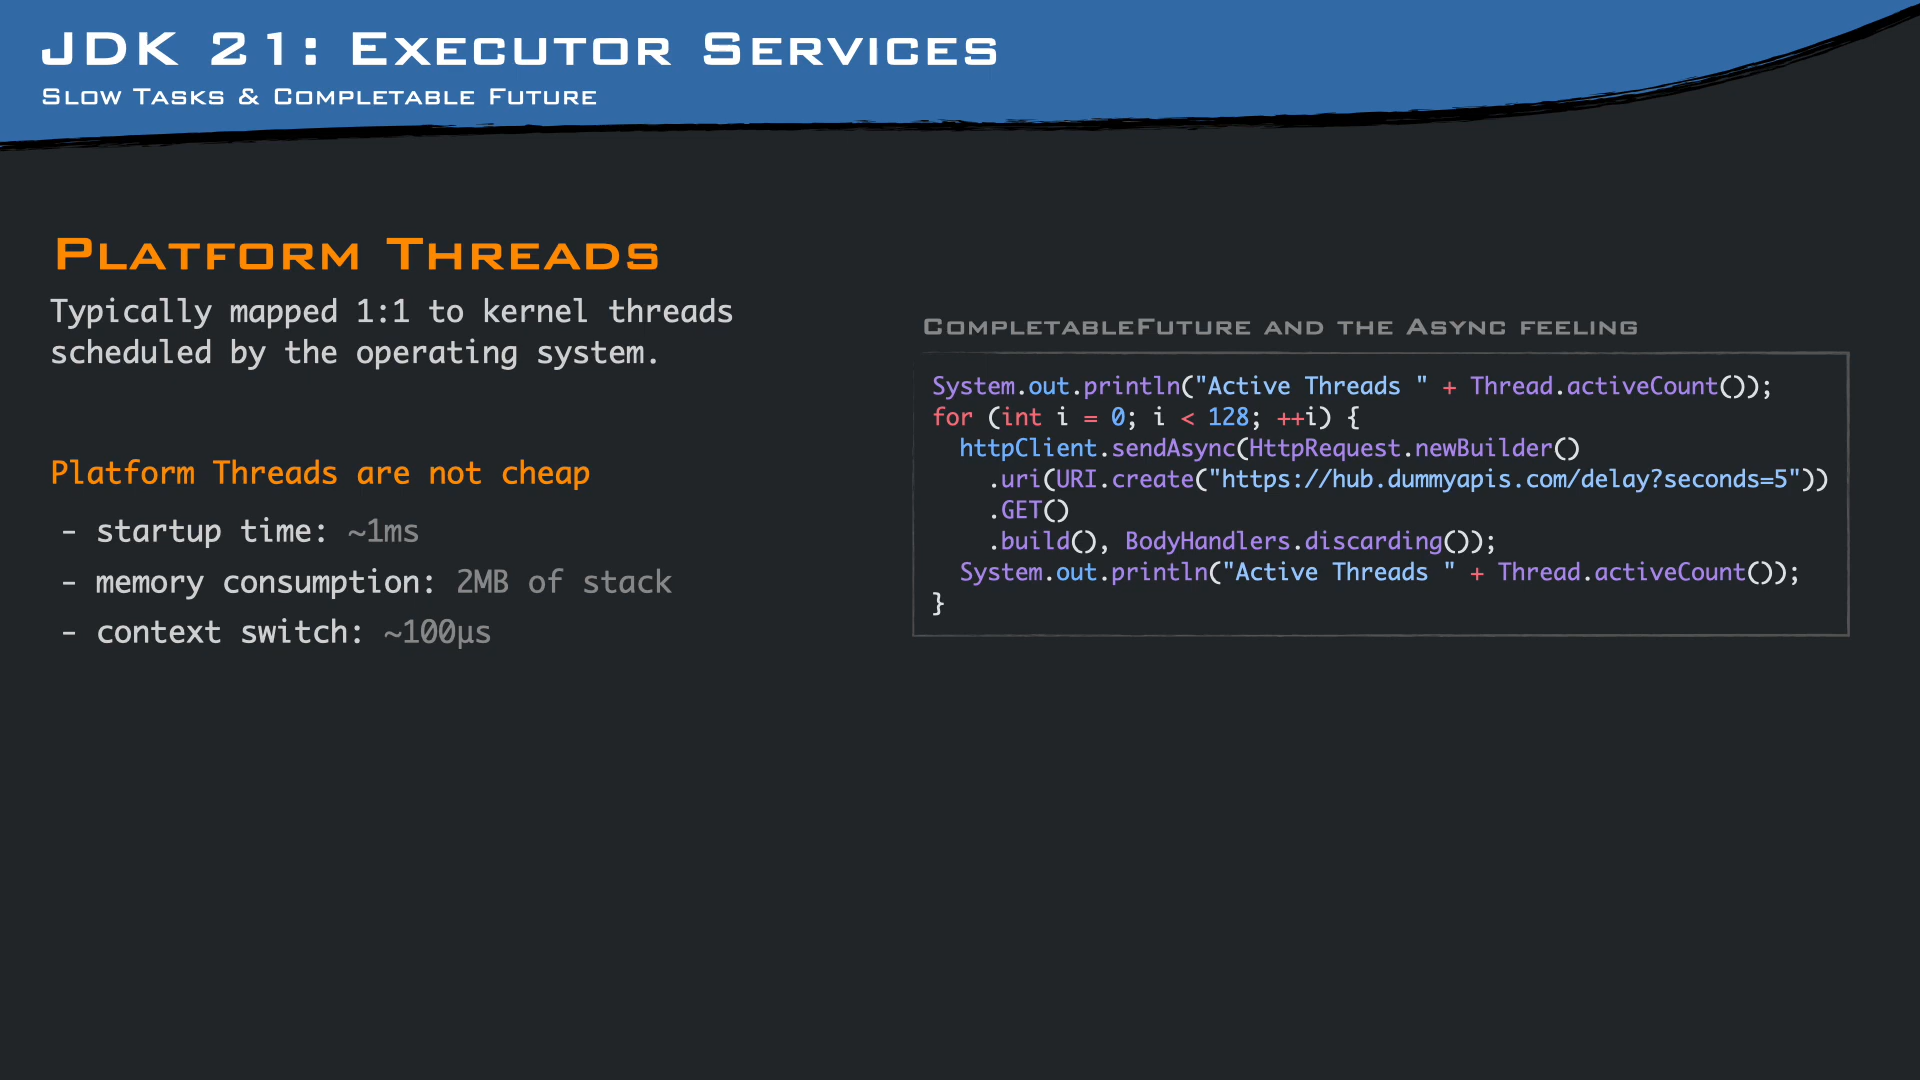 JDK 21: Executor Services
Slow Tasks & Completable Future
Platform Threads
Typically mapped 1:1 to kernel threads
scheduled by the operating system.
Platform Threads are not cheap
- startup time: ~1ms
- memory consumption: 2MB of stack
- context switch: ~100µs
CompletableFuture and the Async feeling
System.out.println("Active Threads " + Thread.activeCount());
for (int i = 0; i < 128; ++i) {
  httpClient.sendAsync(HttpRequest.newBuilder()
    .uri(URI.create("https://hub.dummyapis.com/delay?seconds=5"))
    .GET()
    .build(), BodyHandlers.discarding());
  System.out.println("Active Threads " + Thread.activeCount());
}